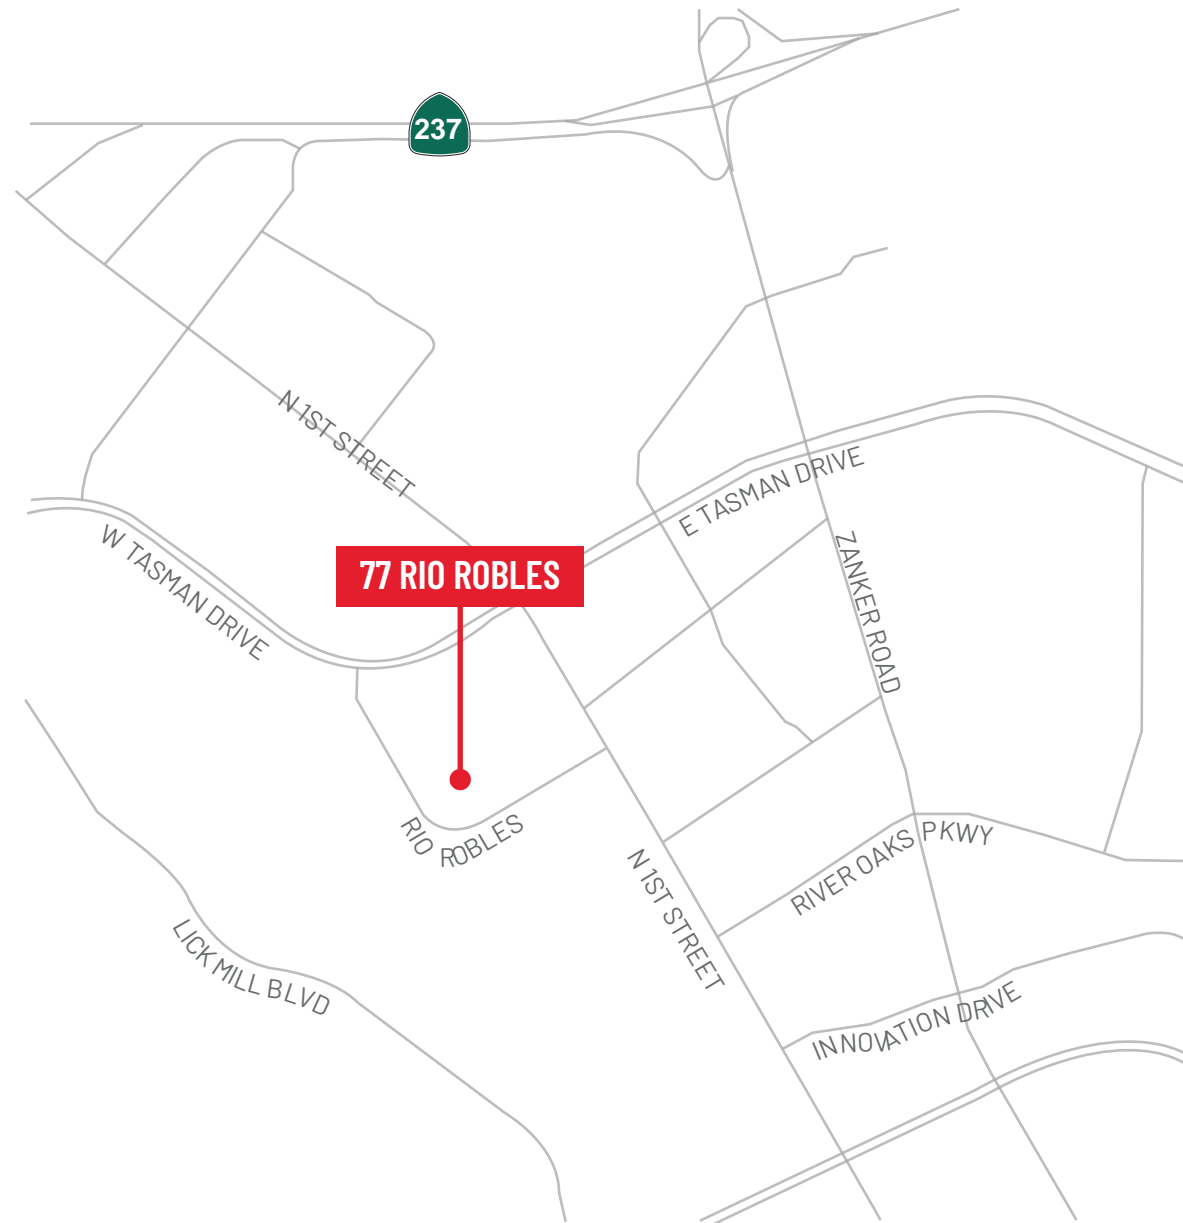 237
N 1ST STREET
E TASMAN DRIVE
W TASMAN DRIVE
77 RIO ROBLES
ZANKER ROAD
RIO ROBLES
RIVER OAKS PKWY
N 1ST STREET
LICK MILL BLVD
INNOVATION DRIVE